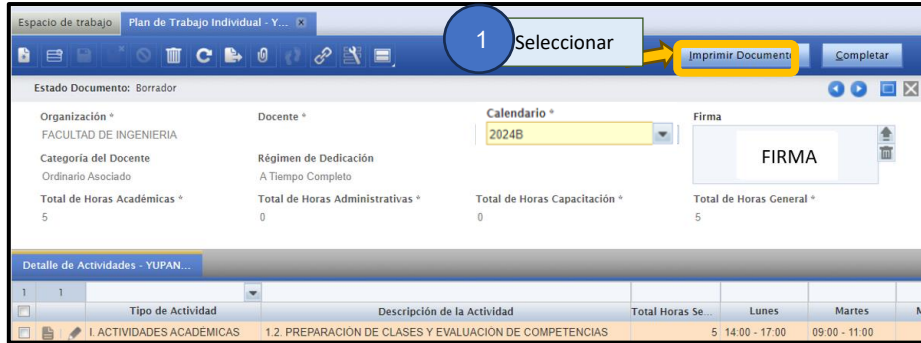 Espacio de trabajo Plan de Trabajo Individual - Y...
1 Seleccionar
Imprimir Documento Completar
Estado Documento: Borrador
Organización * Docente * Calendario * Firma
FACULTAD DE INGENIERIA 2024B
FIRMA
Categoría del Docente Régimen de Dedicación
Ordinario Asociado A Tiempo Completo
Total de Horas Académicas * Total de Horas Administrativas * Total de Horas Capacitación * Total de Horas General *
5 0 0 5
Detalle de Actividades - YUPAN...
1 1
Tipo de Actividad Descripción de la Actividad Total Horas Se... Lunes Martes M
I. ACTIVIDADES ACADÉMICAS 1.2. PREPARACIÓN DE CLASES Y EVALUACIÓN DE COMPETENCIAS 5 14:00 - 17:00 09:00 - 11:00